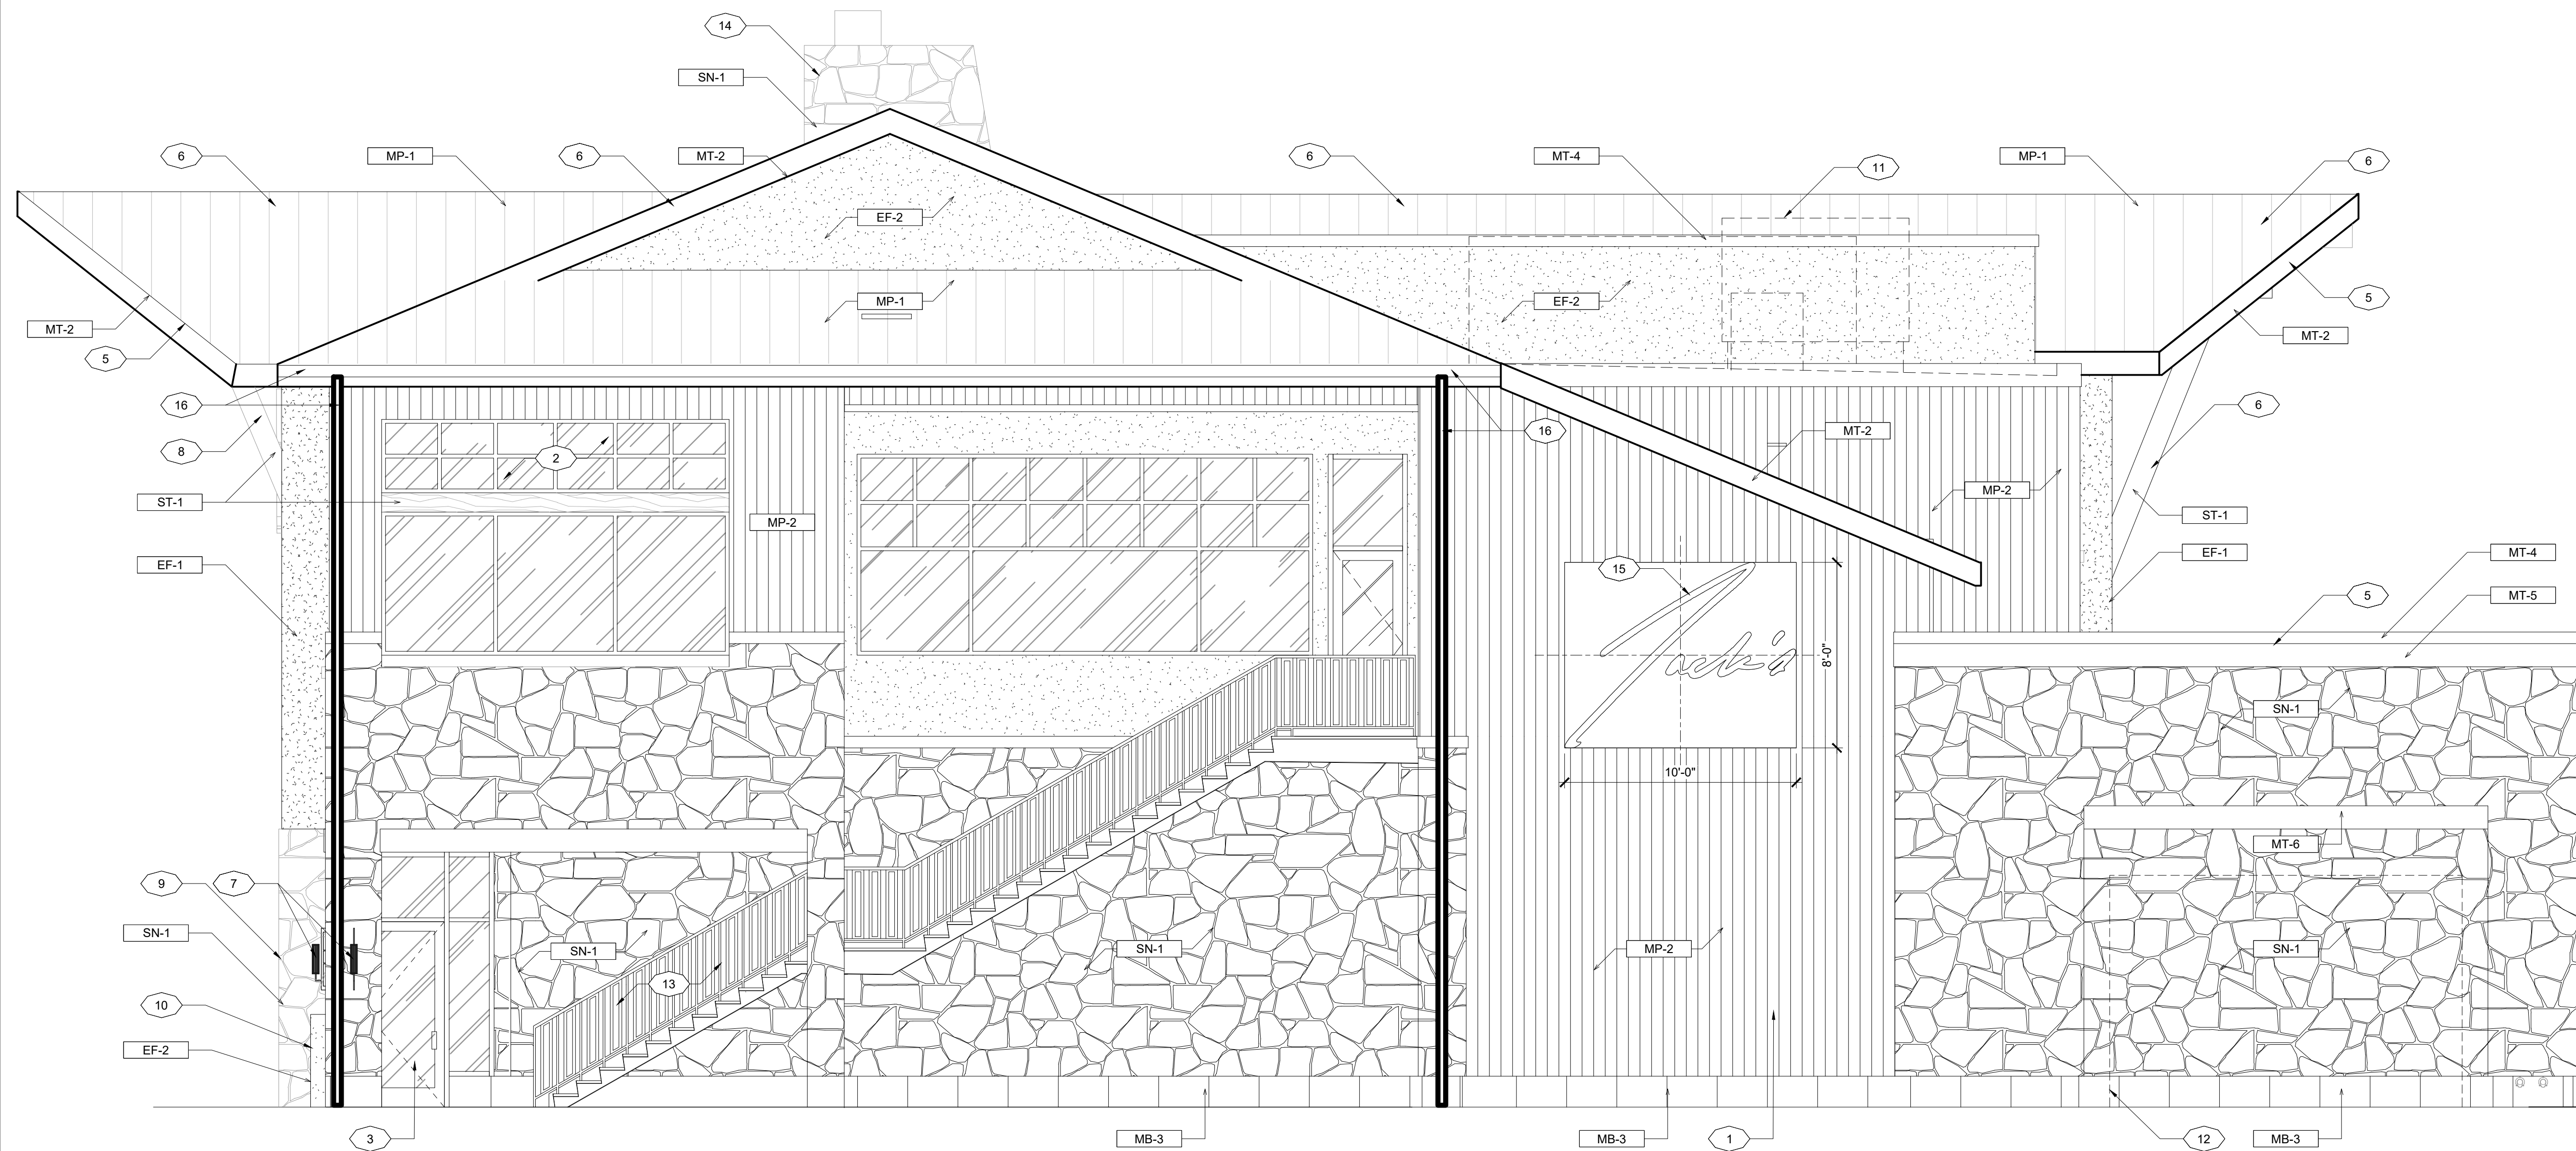 14
SN-1
6
MP-1
6
MT-2
6
MT-4
11
MP-1
6
EF-2
EF-2
MP-1
5
MT-2
MT-2
5
16
6
8
16
MT-2
2
ST-1
MP-2
MP-2
ST-1
EF-1
15
EF-1
MT-4
5
MT-5
Zack's
8'-0"
SN-1
10'-0"
MT-6
9
7
SN-1
SN-1
SN-1
MP-2
SN-1
13
10
EF-2
3
MB-3
MB-3
1
12
MB-3